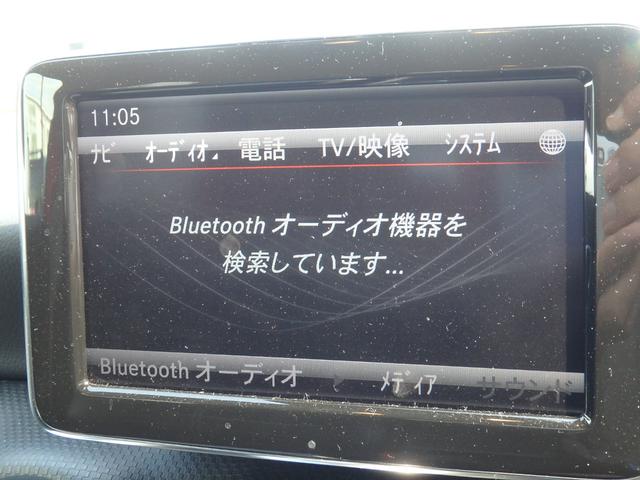 11:05
ナビ オーディオ 電話 TV/映像 システム
Bluetooth オーディオ機器を
検索しています...
Bluetooth オーディオ メディア サウンド